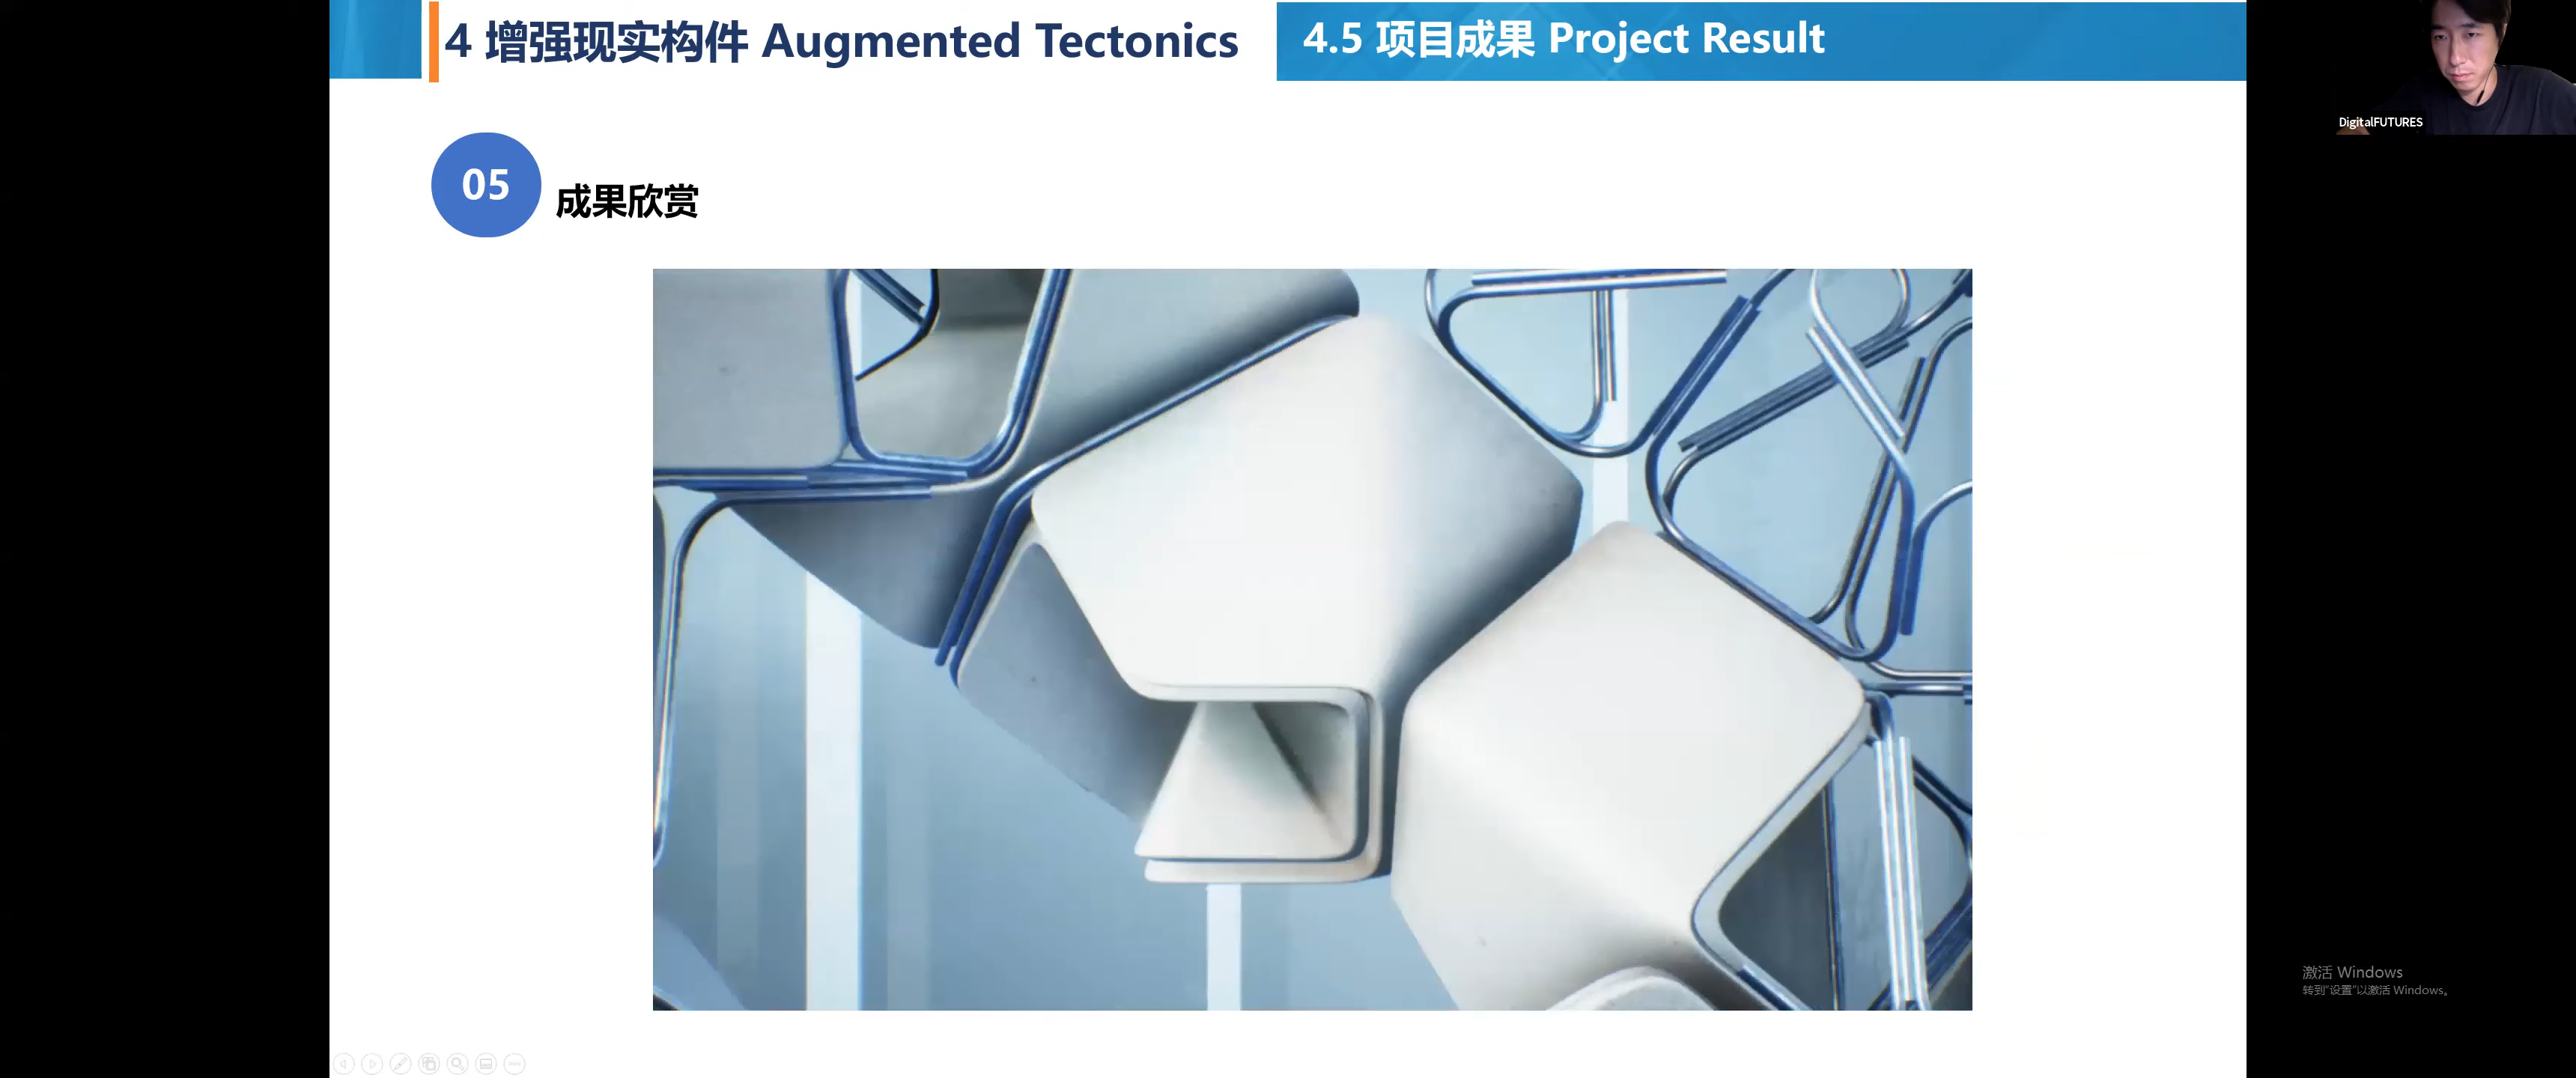 4 增强现实构件 Augmented Tectonics
4.5 项目成果 Project Result
DigitalFUTURES
05
成果欣赏
激活 Windows
转到"设置"以激活 Windows。